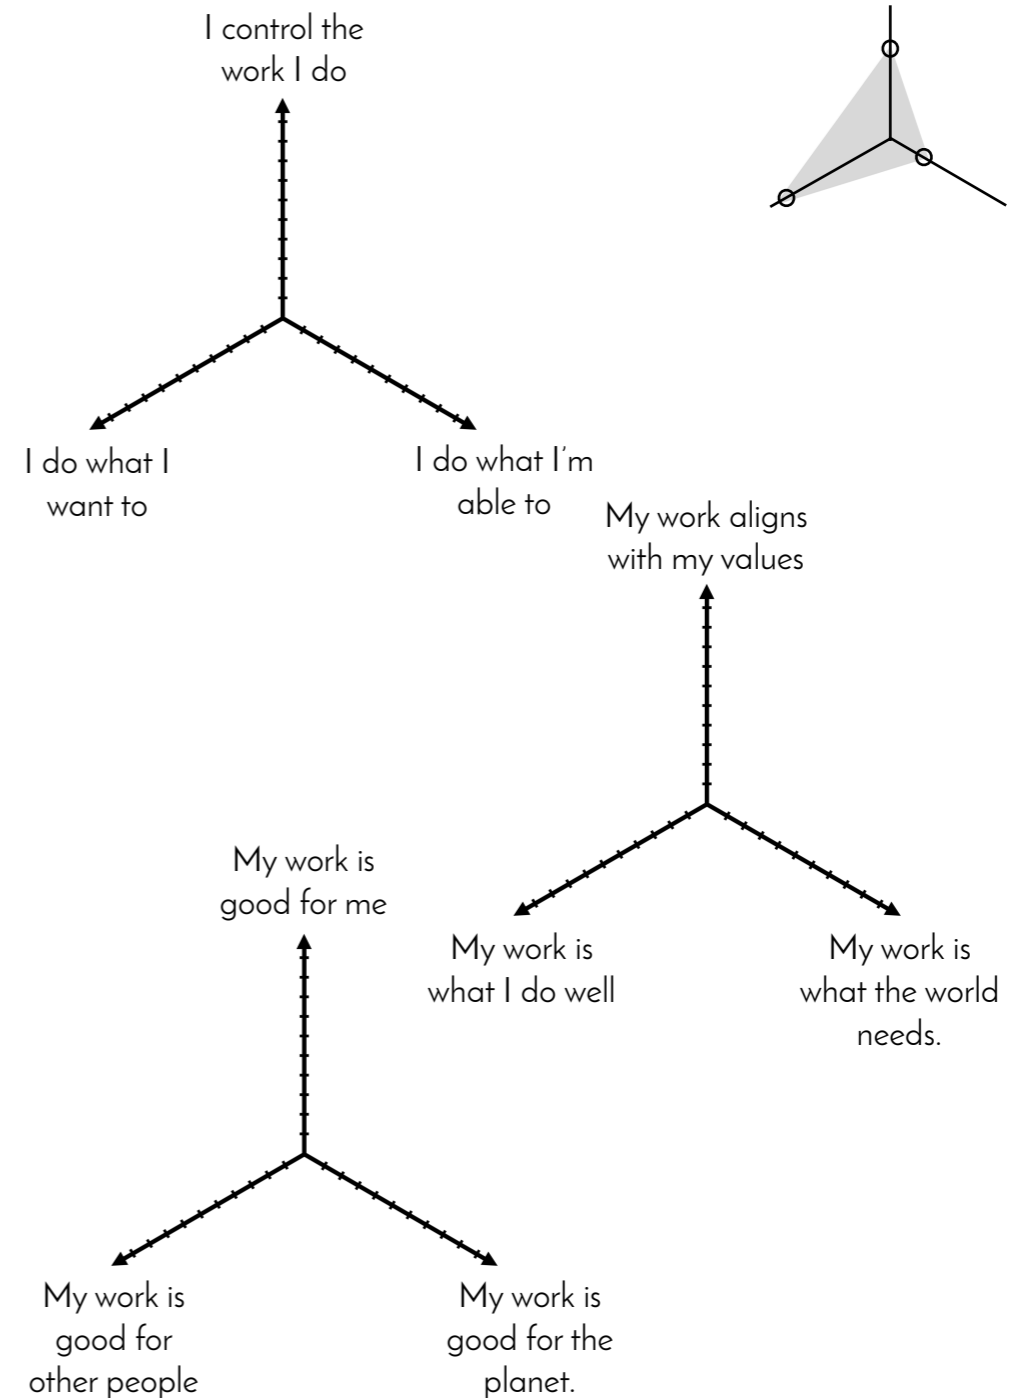 I control the
work I do
I do what I
want to
I do what I'm
able to
My work aligns
with my values
My work is
what I do well
My work is
what the world
needs.
My work is
good for me
My work is
good for
other people
My work is
good for the
planet.